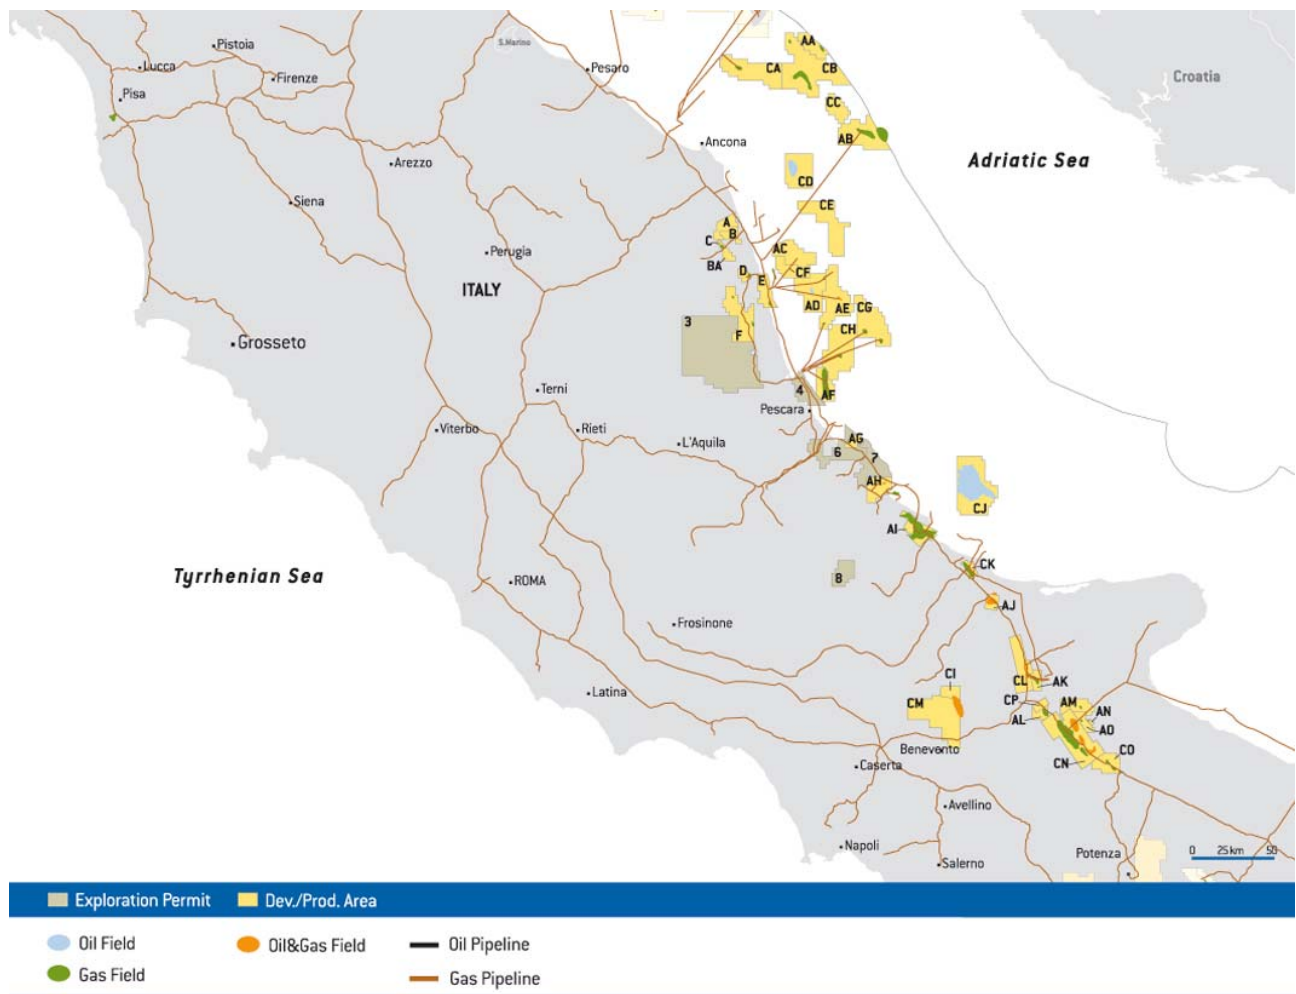 Pistoia
S.Marino
AA
Lucca
Pesaro
CA
CB
Firenze
Croatia
Pisa
CC
AB
Ancona
Adriatic Sea
Arezzo
CD
Siena
CE
A
B
C
AC
Perugia
BA
D
CF
E
ITALY
AD
AE
CG
3
CH
F
Grosseto
Terni
4
AF
Pescara
Viterbo
Rieti
L'Aquila
AG
6
7
AH
CJ
AI
CK
Tyrrhenian Sea
ROMA
8
AJ
Frosinone
CI
CL
AK
Latina
CM
CP
AM
AL
AN
AO
Benevento
CO
CN
Caserta
Avellino
Napoli
Potenza
0 25km 50
Salerno
Exploration Permit
Dev./Prod. Area
Oil Field
Oil&Gas Field
Oil Pipeline
Gas Field
Gas Pipeline